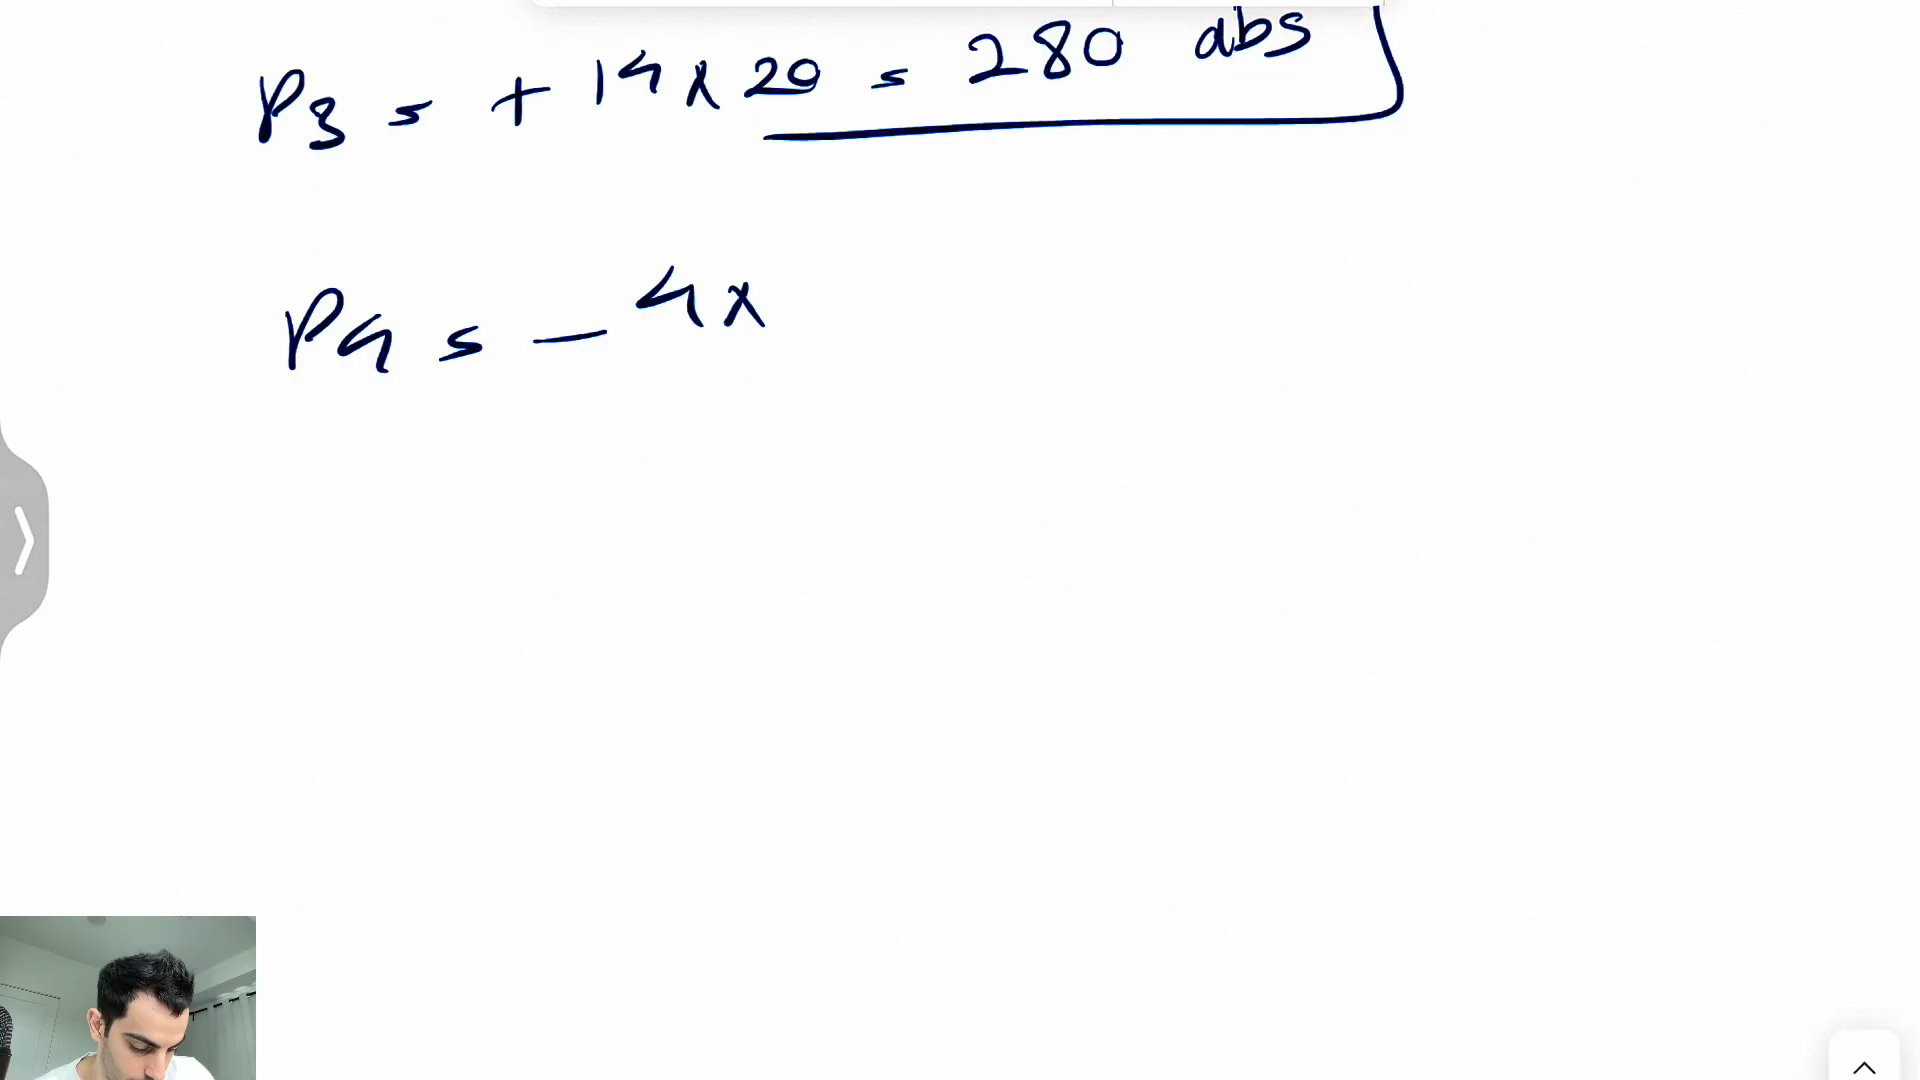 P3 = + 14 x 20 = 280 abs
P4 = - 4 x